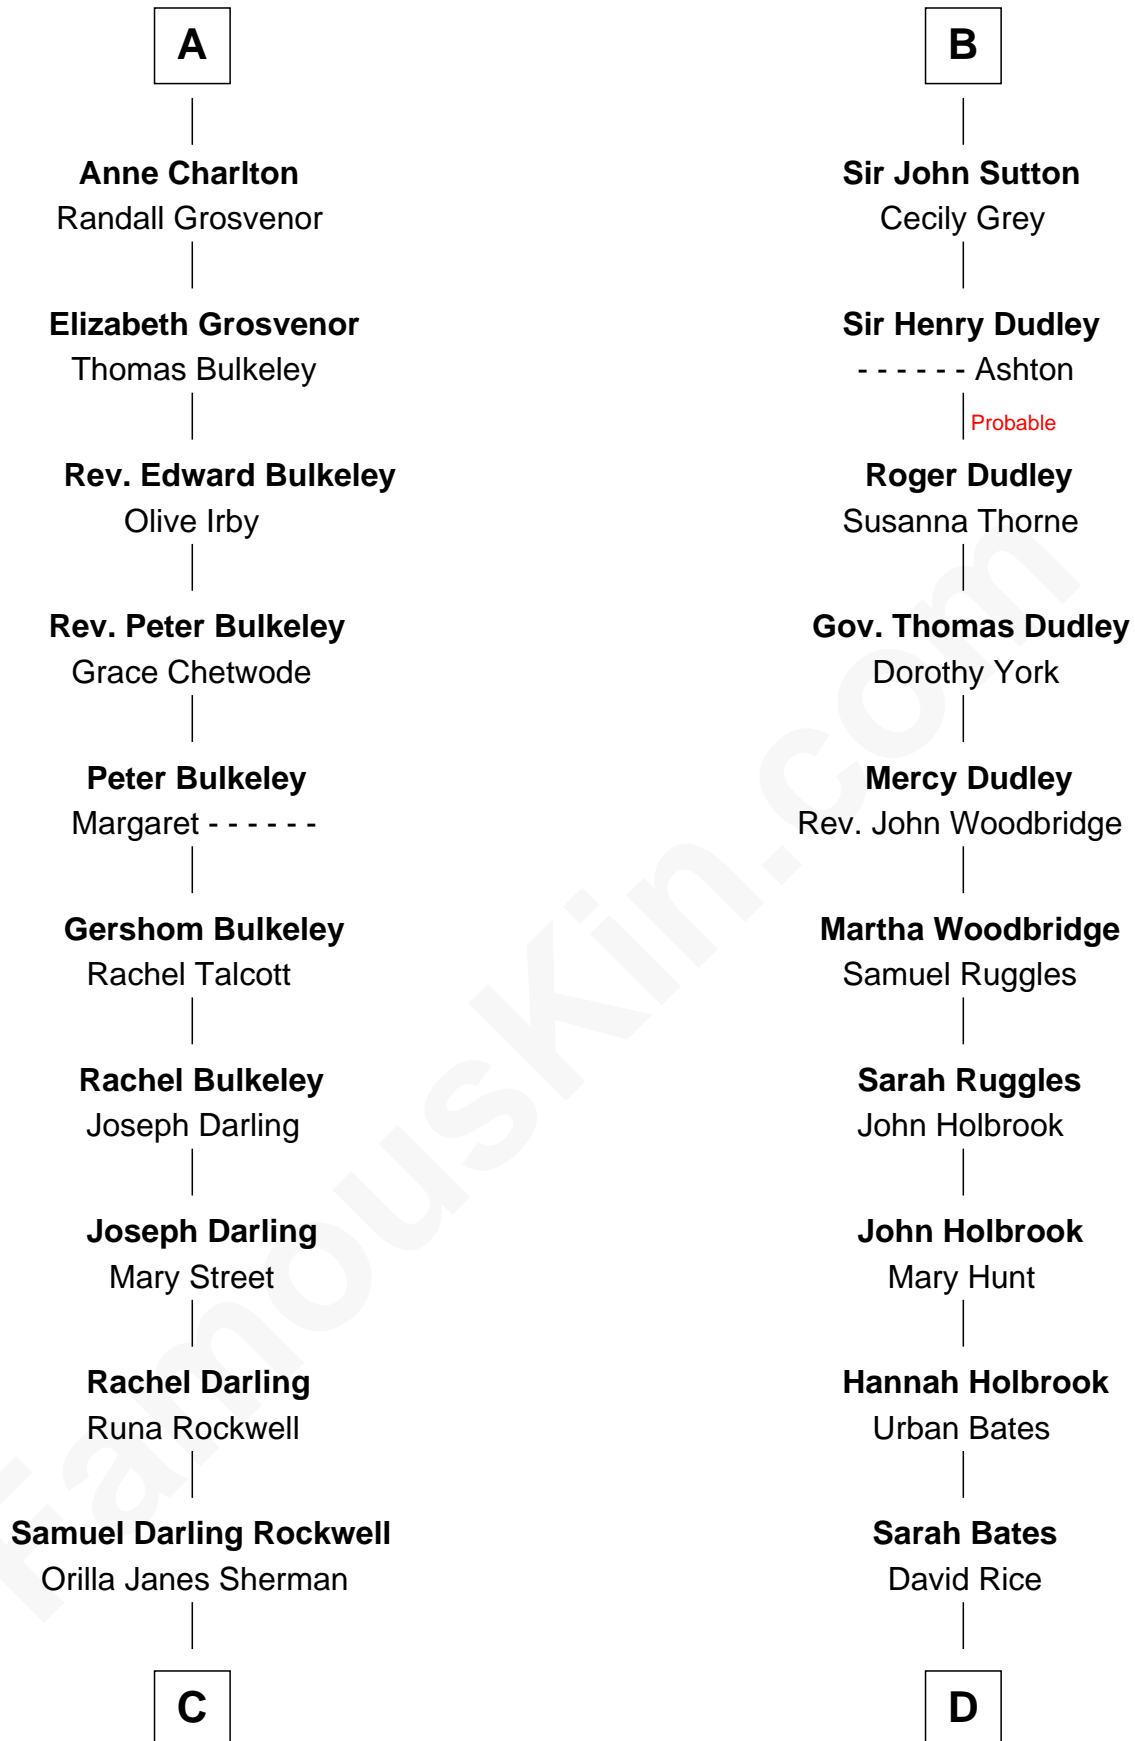 A
Anne Charlton
Randall Grosvenor
Elizabeth Grosvenor
Thomas Bulkeley
Rev. Edward Bulkeley
Olive Irby
Rev. Peter Bulkeley
Grace Chetwode
Peter Bulkeley
Margaret - - - - - -
Gershom Bulkeley
Rachel Talcott
Rachel Bulkeley
Joseph Darling
Joseph Darling
Mary Street
Rachel Darling
Runa Rockwell
Samuel Darling Rockwell
Orilla Janes Sherman
C
B
Sir John Sutton
Cecily Grey
Sir Henry Dudley
- - - - - - Ashton
Probable
Roger Dudley
Susanna Thorne
Gov. Thomas Dudley
Dorothy York
Mercy Dudley
Rev. John Woodbridge
Martha Woodbridge
Samuel Ruggles
Sarah Ruggles
John Holbrook
John Holbrook
Mary Hunt
Hannah Holbrook
Urban Bates
Sarah Bates
David Rice
D
FamousKin.com